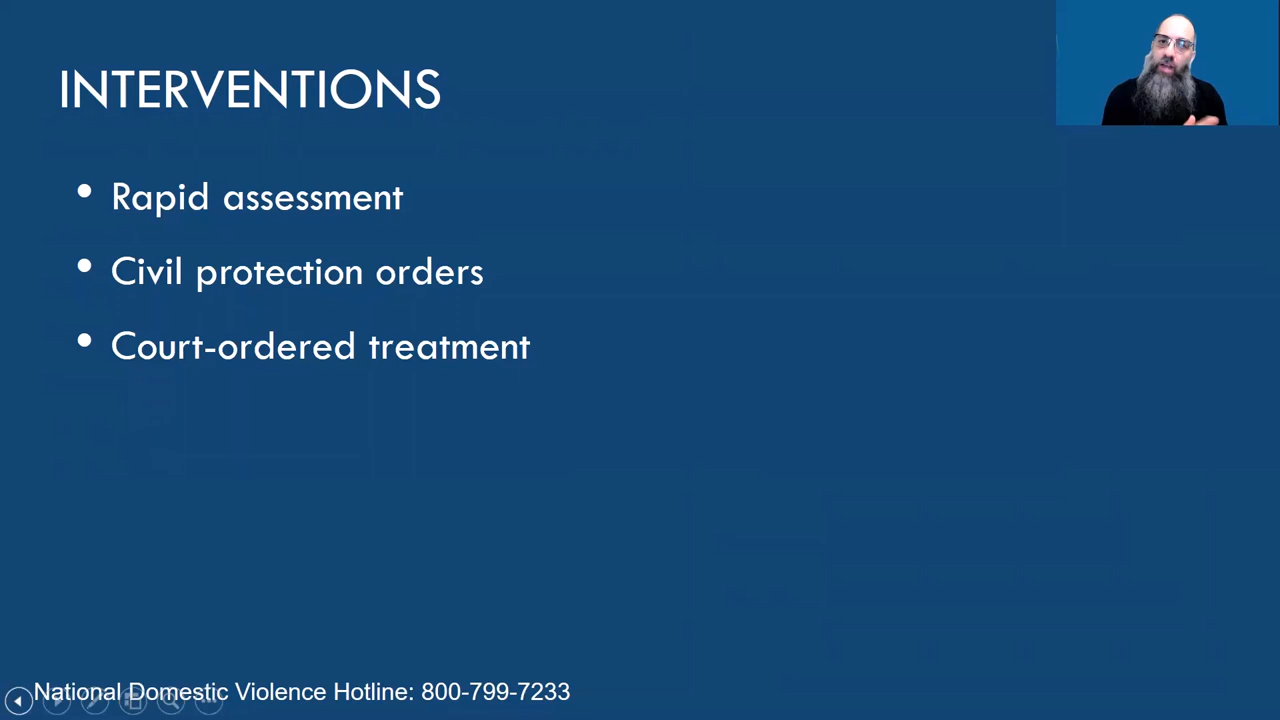 INTERVENTIONS
• Rapid assessment
• Civil protection orders
• Court-ordered treatment
National Domestic Violence Hotline: 800-799-7233